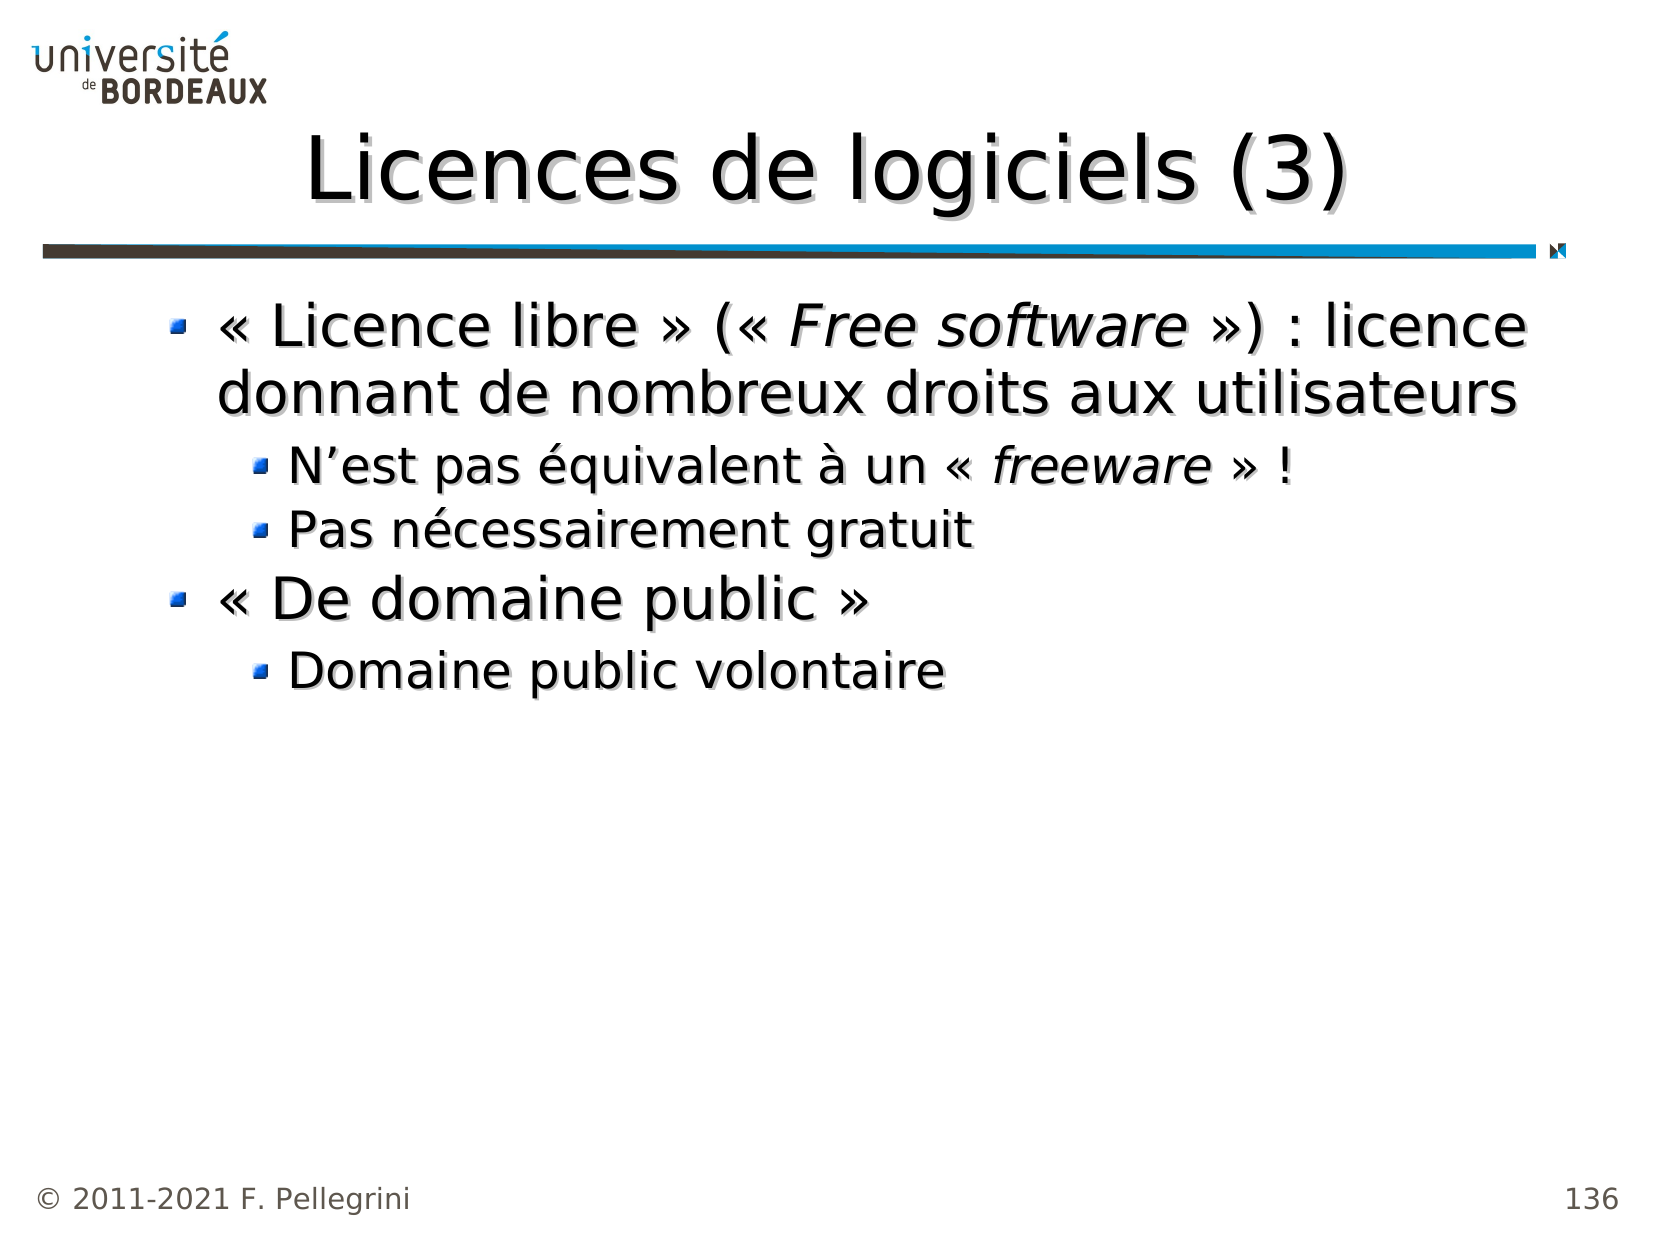 université
de BORDEAUX
Licences de logiciels (3)
« Licence libre » (« Free software ») : licence
donnant de nombreux droits aux utilisateurs
N’est pas équivalent à un « freeware » !
Pas nécessairement gratuit
« De domaine public »
Domaine public volontaire
© 2011-2021 F. Pellegrini
136